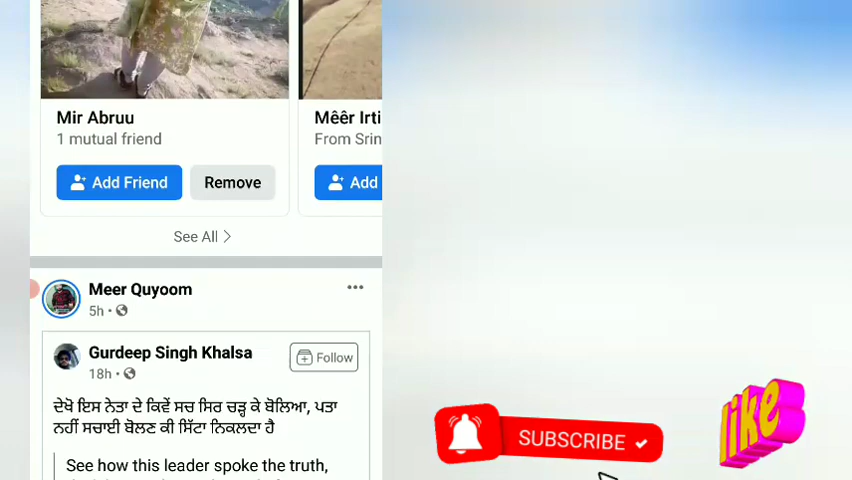 Mir Abruu
1 mutual friend
Add Friend
Remove
Mêêr Irti
From Srin
Add
See All
Meer Quyoom
5h
Gurdeep Singh Khalsa
18h
Follow
ਦੇਖੋ ਇਸ ਨੇਤਾ ਦੇ ਕਿਵੇਂ ਸਚ ਸਿਰ ਚੜ੍ਹ ਕੇ ਬੋਲਿਆ, ਪਤਾ
ਨਹੀਂ ਸਚਾਈ ਬੋਲਣ ਕੀ ਸਿੱਟਾ ਨਿਕਲਦਾ ਹੈ
See how this leader spoke the truth,
SUBSCRIBE
like